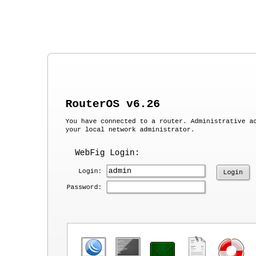 RouterOS v6.26
You have connected to a router. Administrative
your local network administrator.
WebFig Login:
Login: admin
Login
Password: